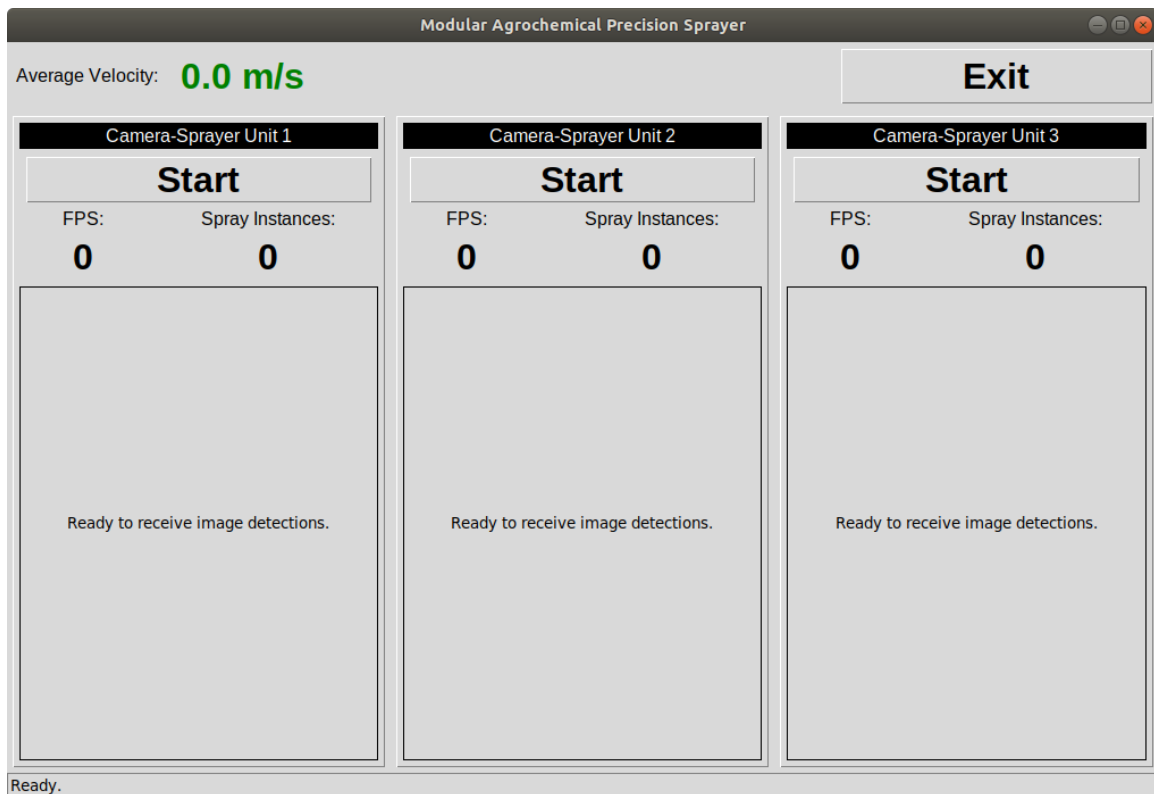 Modular Agrochemical Precision Sprayer
Average Velocity: 0.0 m/s
Exit
Camera-Sprayer Unit 1
Start
FPS: Spray Instances:
0 0
Ready to receive image detections.
Camera-Sprayer Unit 2
Start
FPS: Spray Instances:
0 0
Ready to receive image detections.
Camera-Sprayer Unit 3
Start
FPS: Spray Instances:
0 0
Ready to receive image detections.
Ready.